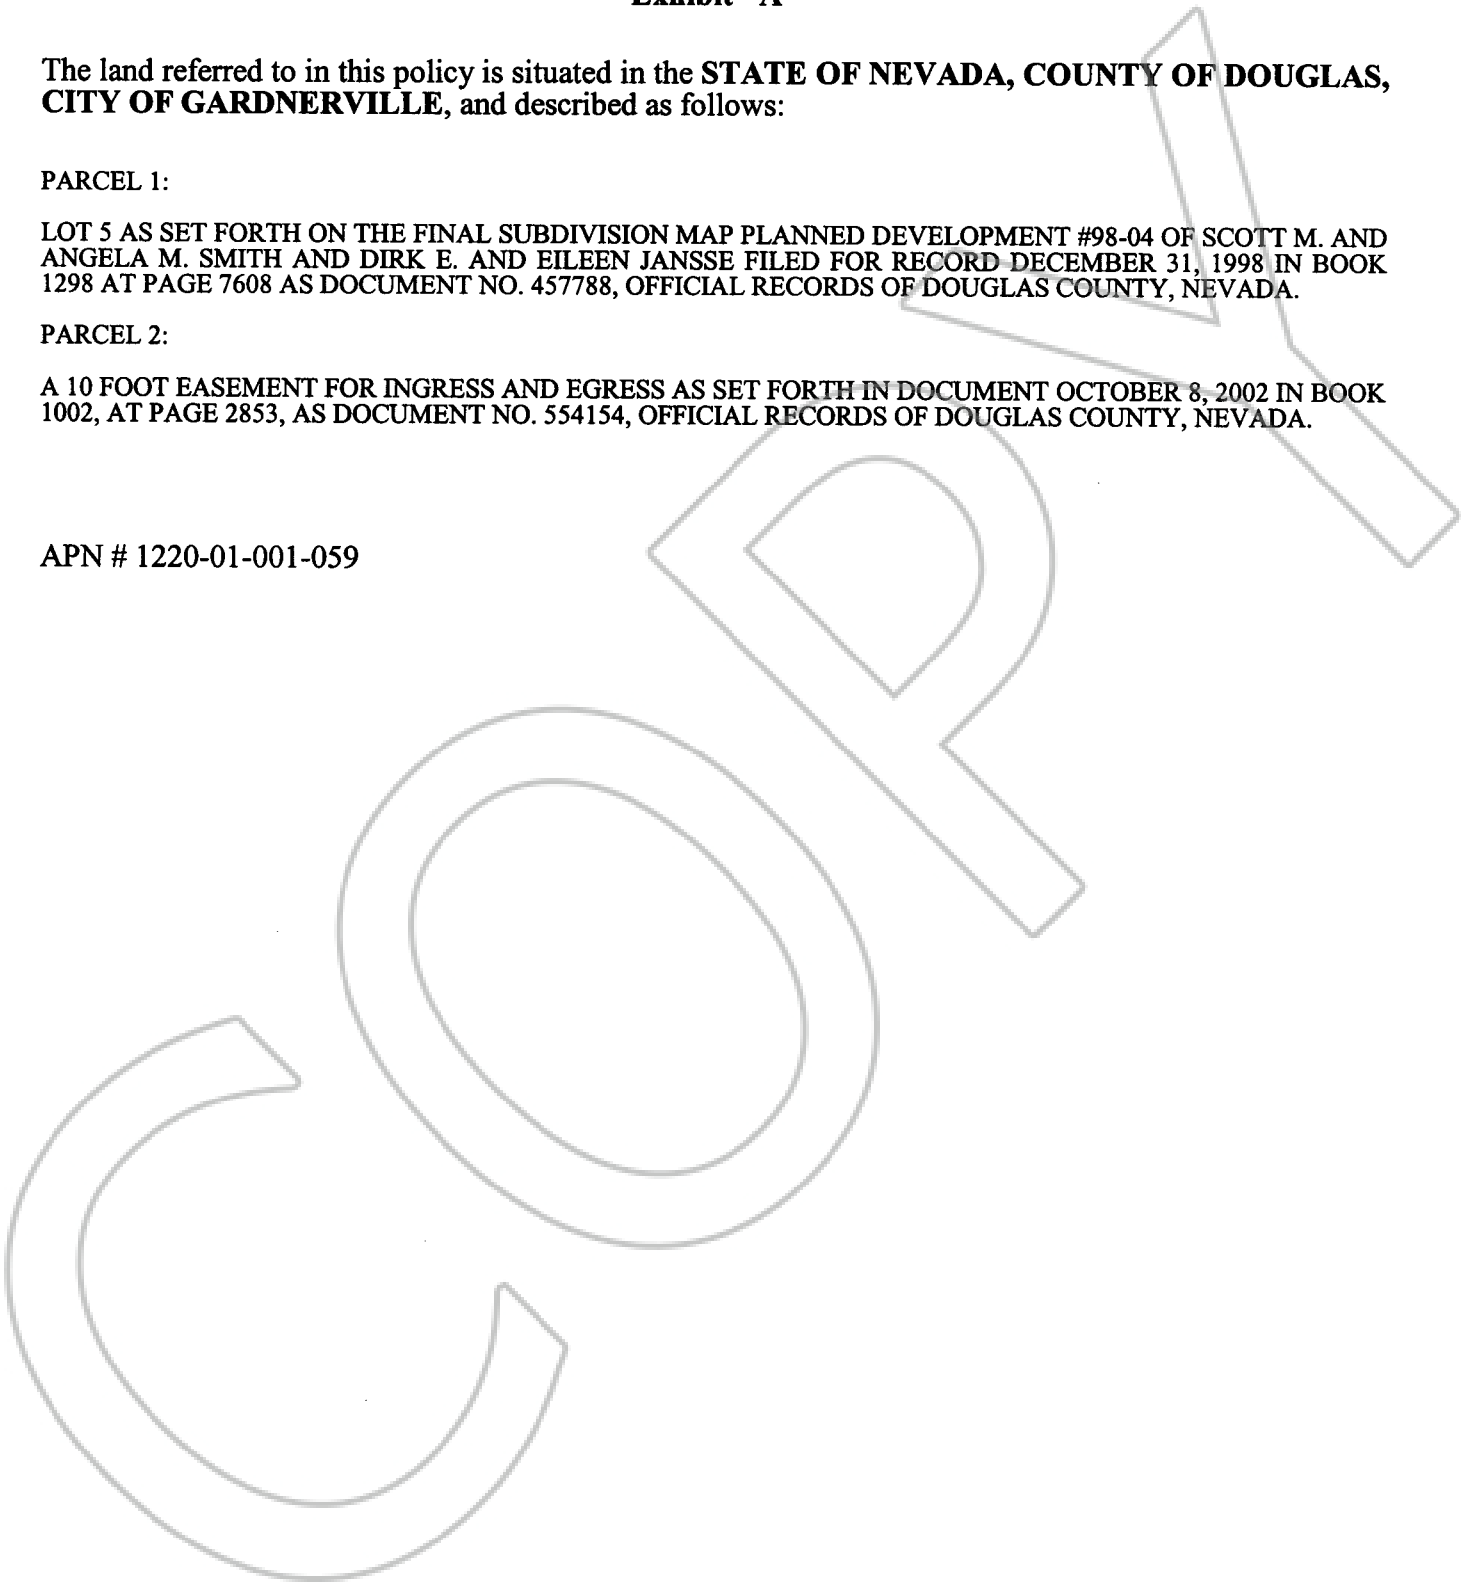 Exhibit "A"
The land referred to in this policy is situated in the STATE OF NEVADA, COUNTY OF DOUGLAS,
CITY OF GARDNERVILLE, and described as follows:
PARCEL 1:
LOT 5 AS SET FORTH ON THE FINAL SUBDIVISION MAP PLANNED DEVELOPMENT #98-04 OF SCOTT M. AND
ANGELA M. SMITH AND DIRK E. AND EILEEN JANSSE FILED FOR RECORD DECEMBER 31, 1998 IN BOOK
1298 AT PAGE 7608 AS DOCUMENT NO. 457788, OFFICIAL RECORDS OF DOUGLAS COUNTY, NEVADA.
PARCEL 2:
A 10 FOOT EASEMENT FOR INGRESS AND EGRESS AS SET FORTH IN DOCUMENT OCTOBER 8, 2002 IN BOOK
1002, AT PAGE 2853, AS DOCUMENT NO. 554154, OFFICIAL RECORDS OF DOUGLAS COUNTY, NEVADA.
APN # 1220-01-001-059
COPY